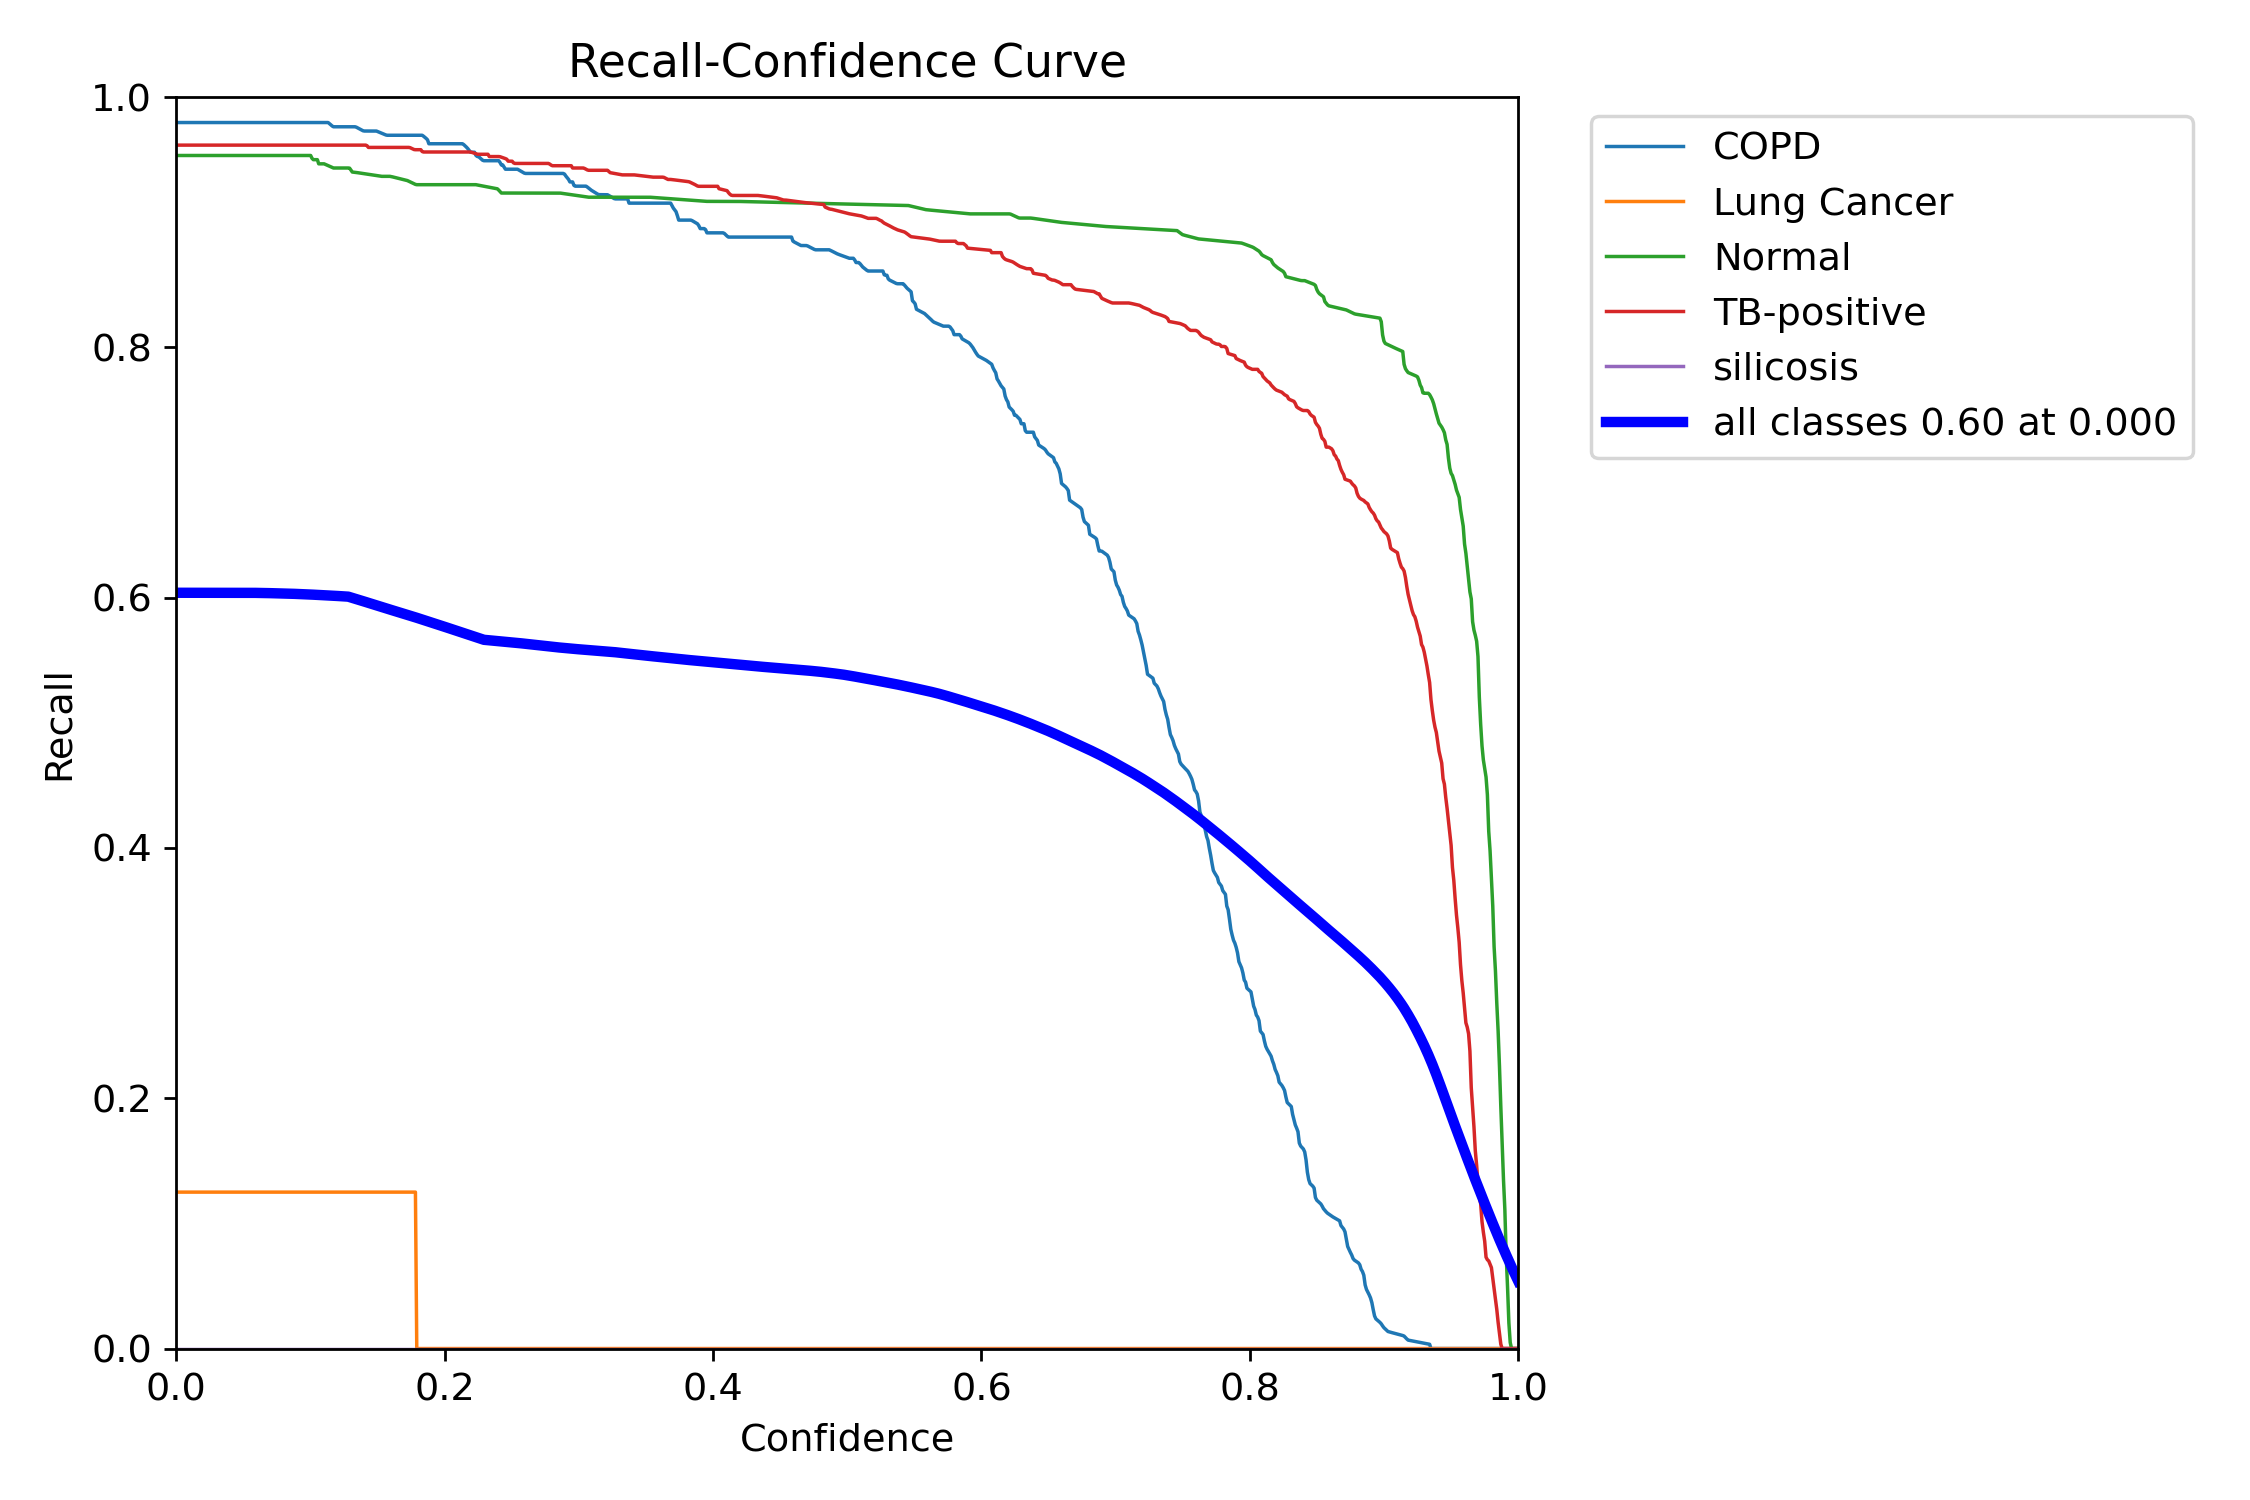 Recall-Confidence Curve
1.0
0.8
0.6
0.4
0.2
0.0
Recall
0.0 0.2 0.4 0.6 0.8 1.0
Confidence
COPD
Lung Cancer
Normal
TB-positive
silicosis
all classes 0.60 at 0.000